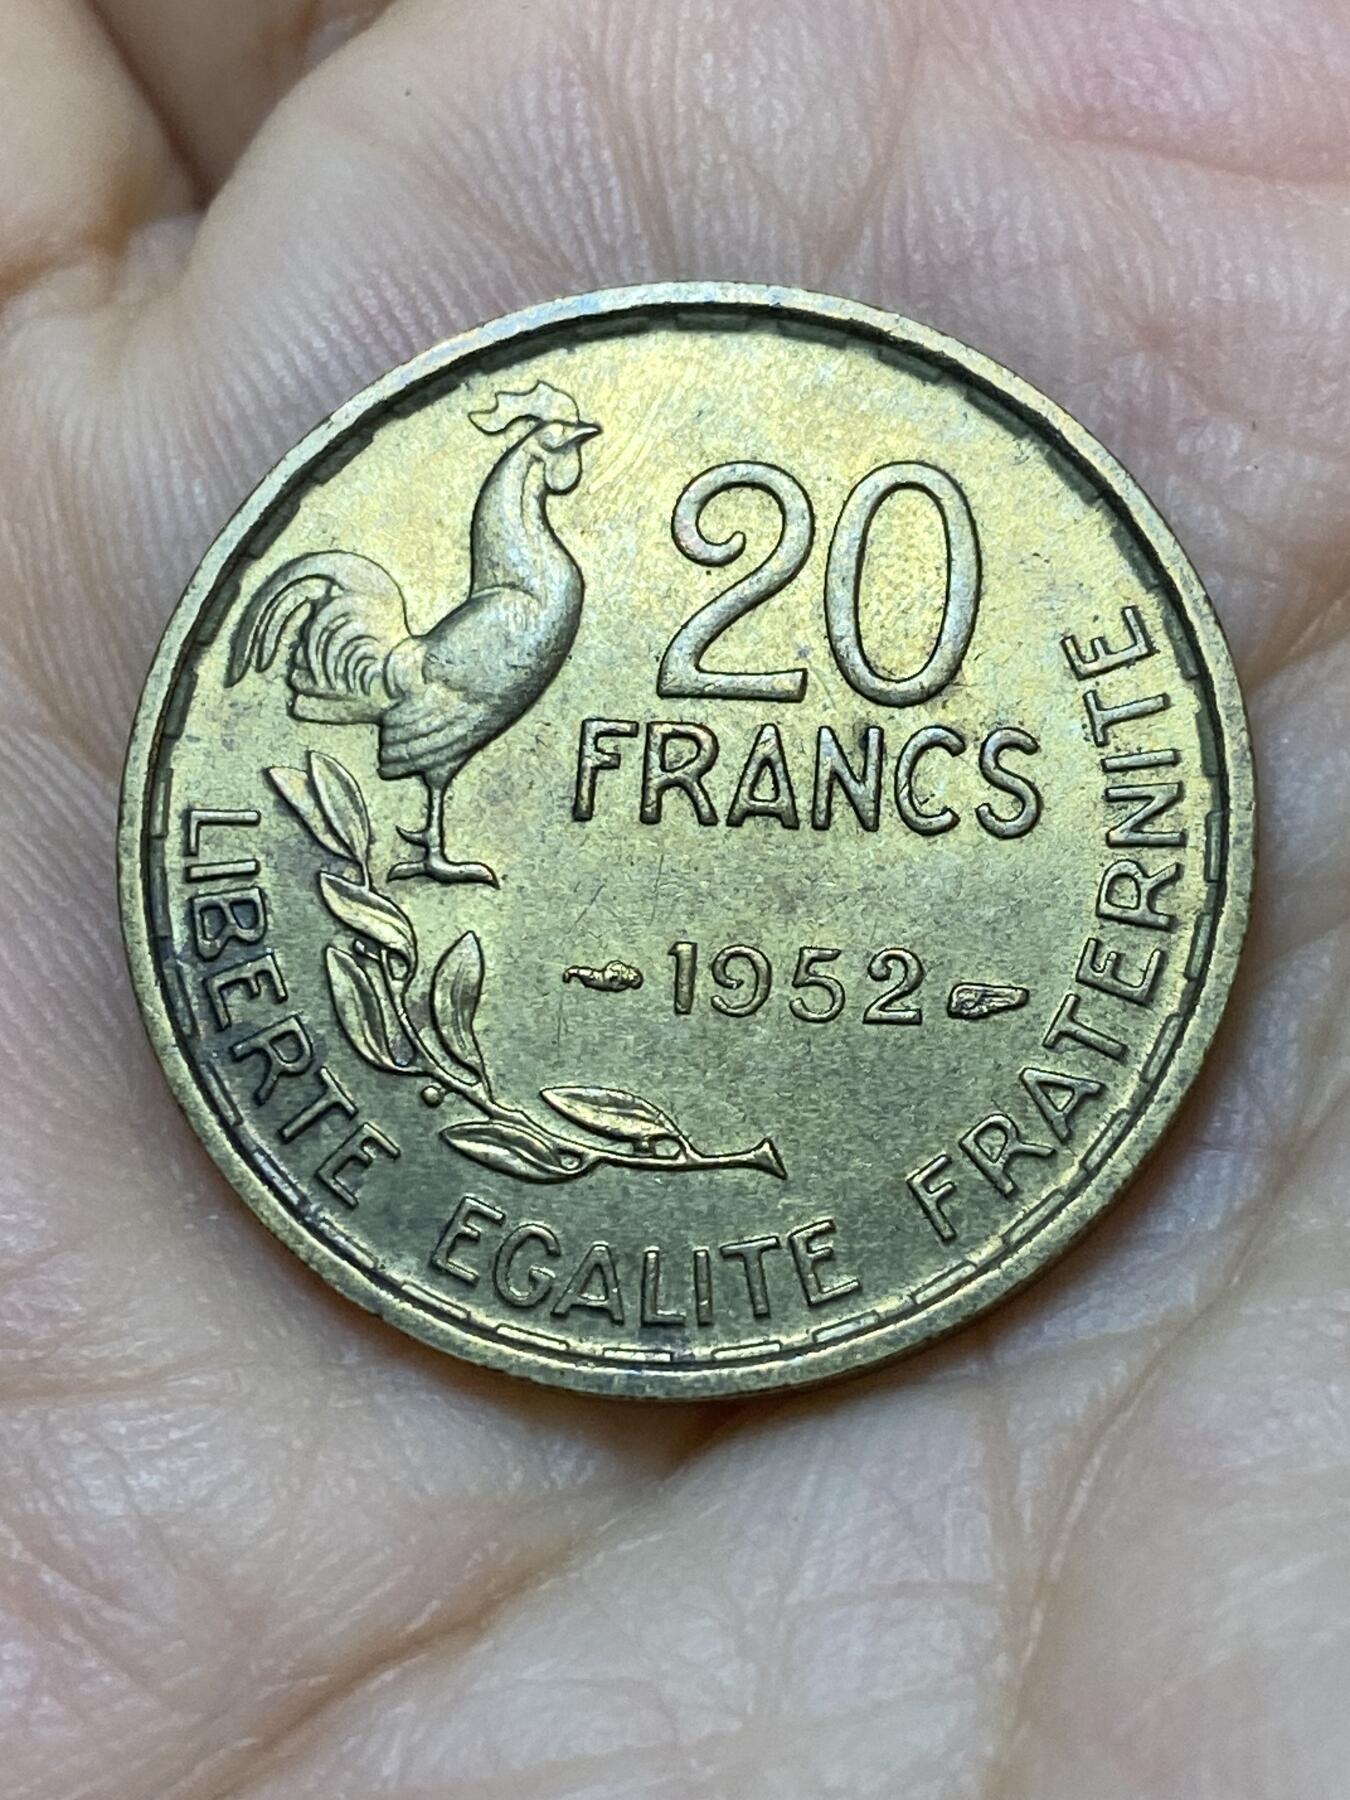 20
FRANCS
1952
LIBERTE EGALITE FRATERNITE